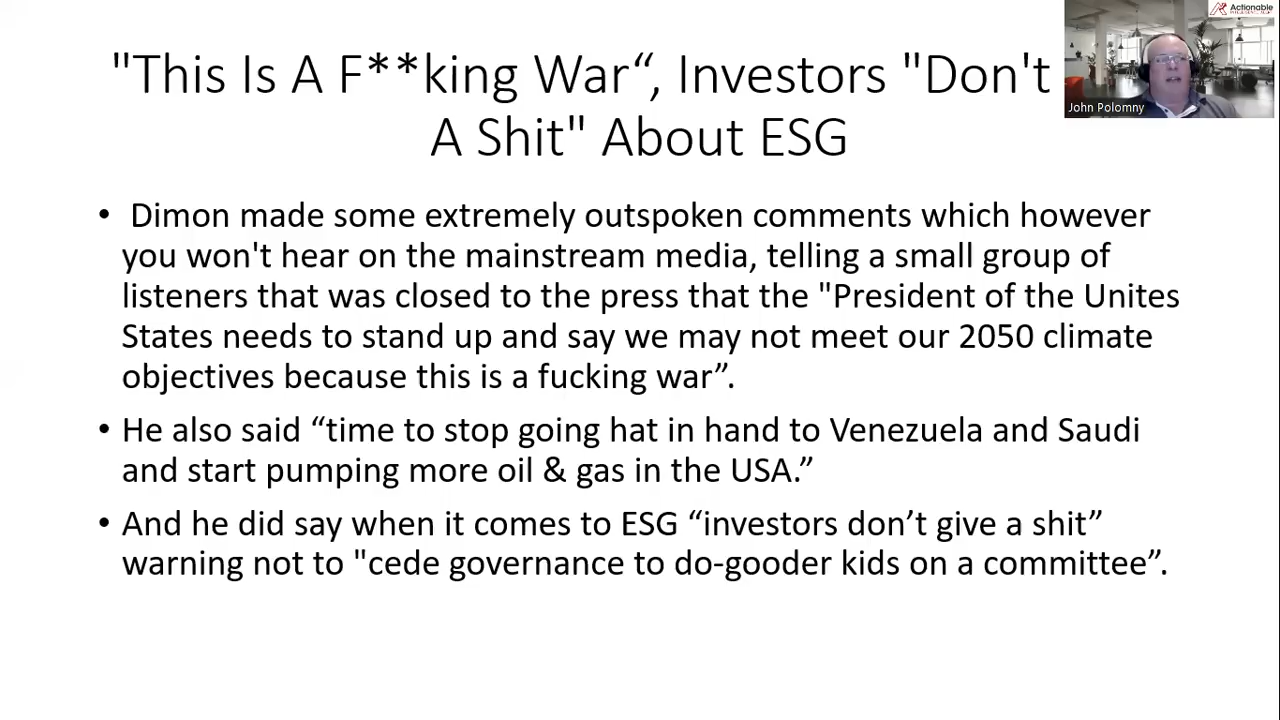 "This Is A F**king War“, Investors "Don't
A Shit" About ESG
• Dimon made some extremely outspoken comments which however
you won't hear on the mainstream media, telling a small group of
listeners that was closed to the press that the "President of the Unites
States needs to stand up and say we may not meet our 2050 climate
objectives because this is a fucking war”.
• He also said “time to stop going hat in hand to Venezuela and Saudi
and start pumping more oil & gas in the USA.”
• And he did say when it comes to ESG “investors don’t give a shit”
warning not to "cede governance to do-gooder kids on a committee”.
Actionable
John Polomny